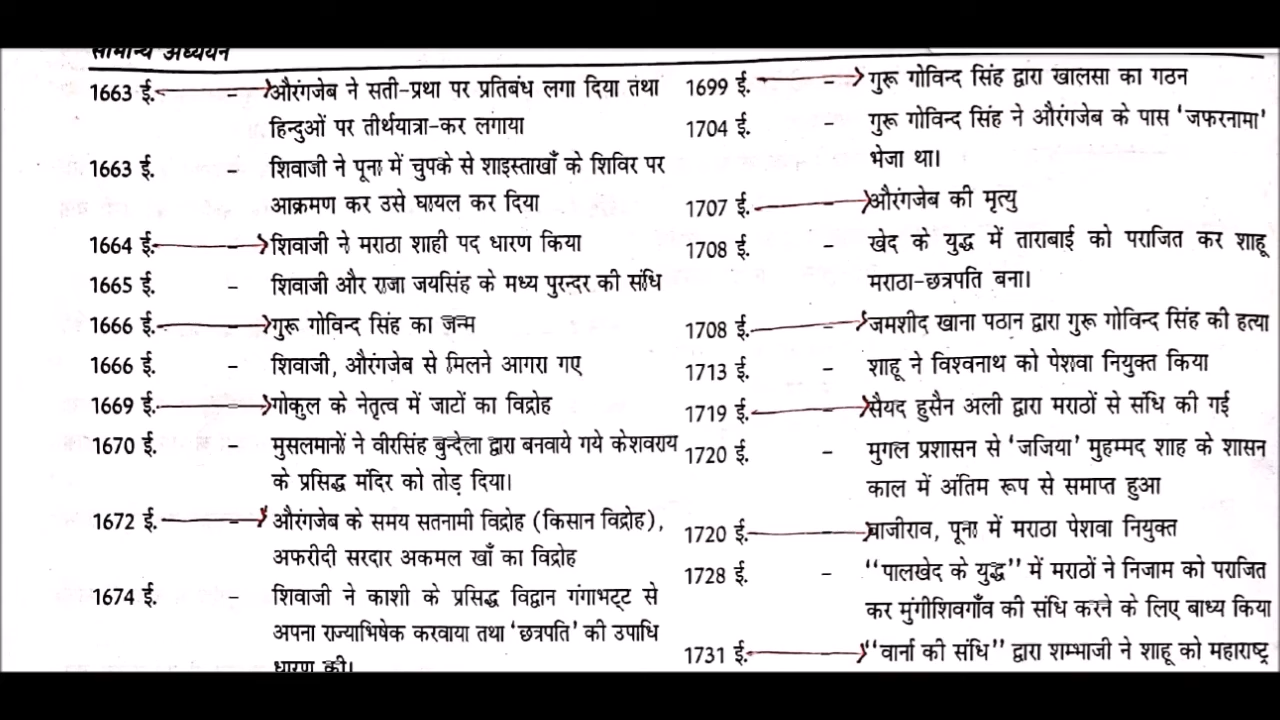 सामान्य अध्ययन
1663 ई. - औरंगजेब ने सती-प्रथा पर प्रतिबंध लगा दिया तथा
हिन्दुओं पर तीर्थयात्रा-कर लगाया
1663 ई. - शिवाजी ने पूना में चुपके से शाइस्ताखाँ के शिविर पर
आक्रमण कर उसे घायल कर दिया
1664 ई. - शिवाजी ने मराठा शाही पद धारण किया
1665 ई. - शिवाजी और राजा जयसिंह के मध्य पुरन्दर की संधि
1666 ई. - गुरू गोविन्द सिंह का जन्म
1666 ई. - शिवाजी, औरंगजेब से मिलने आगरा गए
1669 ई. - गोकुल के नेतृत्व में जाटों का विद्रोह
1670 ई. - मुसलमानों ने वीरसिंह बुन्देला द्वारा बनवाये गये केशवराय
के प्रसिद्ध मंदिर को तोड़ दिया।
1672 ई. - औरंगजेब के समय सतनामी विद्रोह (किसान विद्रोह),
अफरीदी सरदार अकमल खाँ का विद्रोह
1674 ई. - शिवाजी ने काशी के प्रसिद्ध विद्वान गंगाभट्ट से
अपना राज्याभिषेक करवाया तथा 'छत्रपति' की उपाधि
धारण की।
1699 ई. - गुरू गोविन्द सिंह द्वारा खालसा का गठन
1704 ई. - गुरू गोविन्द सिंह ने औरंगजेब के पास 'जफरनामा'
भेजा था।
1707 ई. - औरंगजेब की मृत्यु
1708 ई. - खेद के युद्ध में ताराबाई को पराजित कर शाहू
मराठा-छत्रपति बना।
1708 ई. - जमशीद खाना पठान द्वारा गुरू गोविन्द सिंह की हत्या
1713 ई. - शाहू ने विश्वनाथ को पेशवा नियुक्त किया
1719 ई. - सैयद हुसैन अली द्वारा मराठों से संधि की गई
1720 ई. - मुगल प्रशासन से 'जजिया' मुहम्मद शाह के शासन
काल में अंतिम रूप से समाप्त हुआ
1720 ई. - बाजीराव, पूना में मराठा पेशवा नियुक्त
1728 ई. - "पालखेद के युद्ध" में मराठों ने निजाम को पराजित
कर मुंगीशिवगाँव की संधि करने के लिए बाध्य किया
1731 ई. - "वार्ना की संधि" द्वारा शम्भाजी ने शाहू को महाराष्ट्र